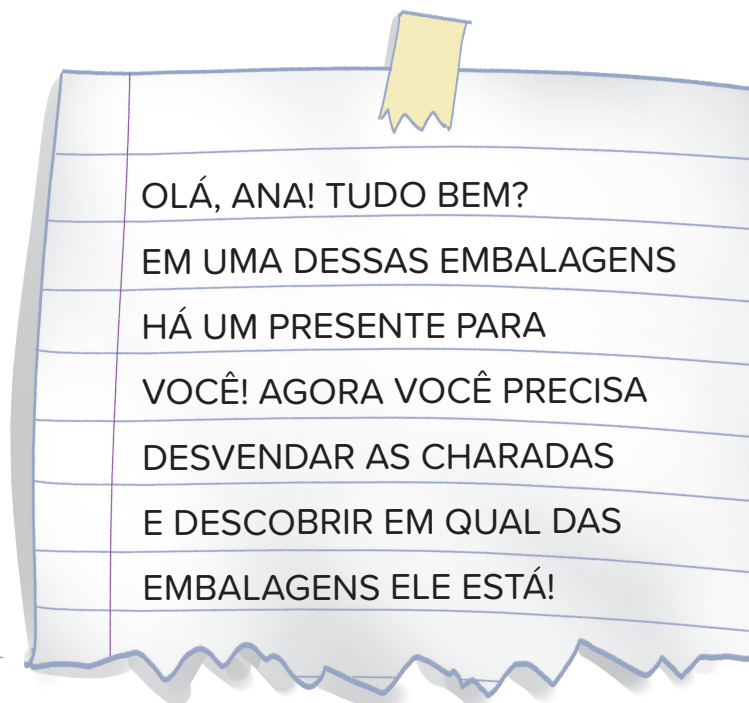 OLÁ, ANA! TUDO BEM?
EM UMA DESSAS EMBALAGENS
HÁ UM PRESENTE PARA
VOCÊ! AGORA VOCÊ PRECISA
DESVENDAR AS CHARADAS
E DESCOBRIR EM QUAL DAS
EMBALAGENS ELE ESTÁ!